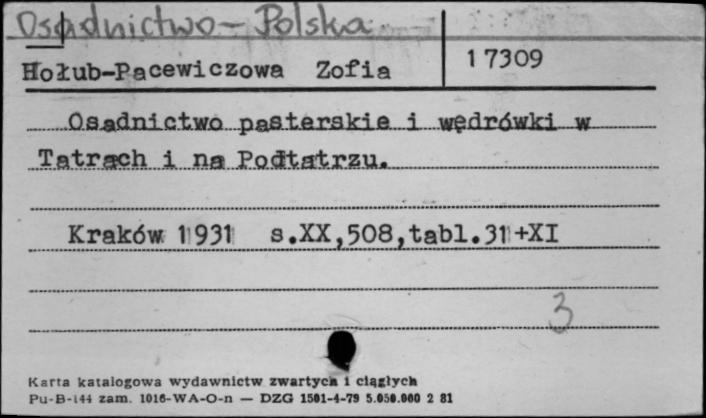 Osadnictwo - Polska
Hołub-Pacewiczowa Zofia 17309
Osadnictwo pasterskie i wędrówki w
Tatrach i na Podtatrzu.
Kraków 1931 s.XX,508,tabl.31+XI
3
Karta katalogowa wydawnictw zwartych i ciągłych
Pu-B-144 zam. 1016-WA-O-n — DZG 1501-4-79 5.050.000 2 81